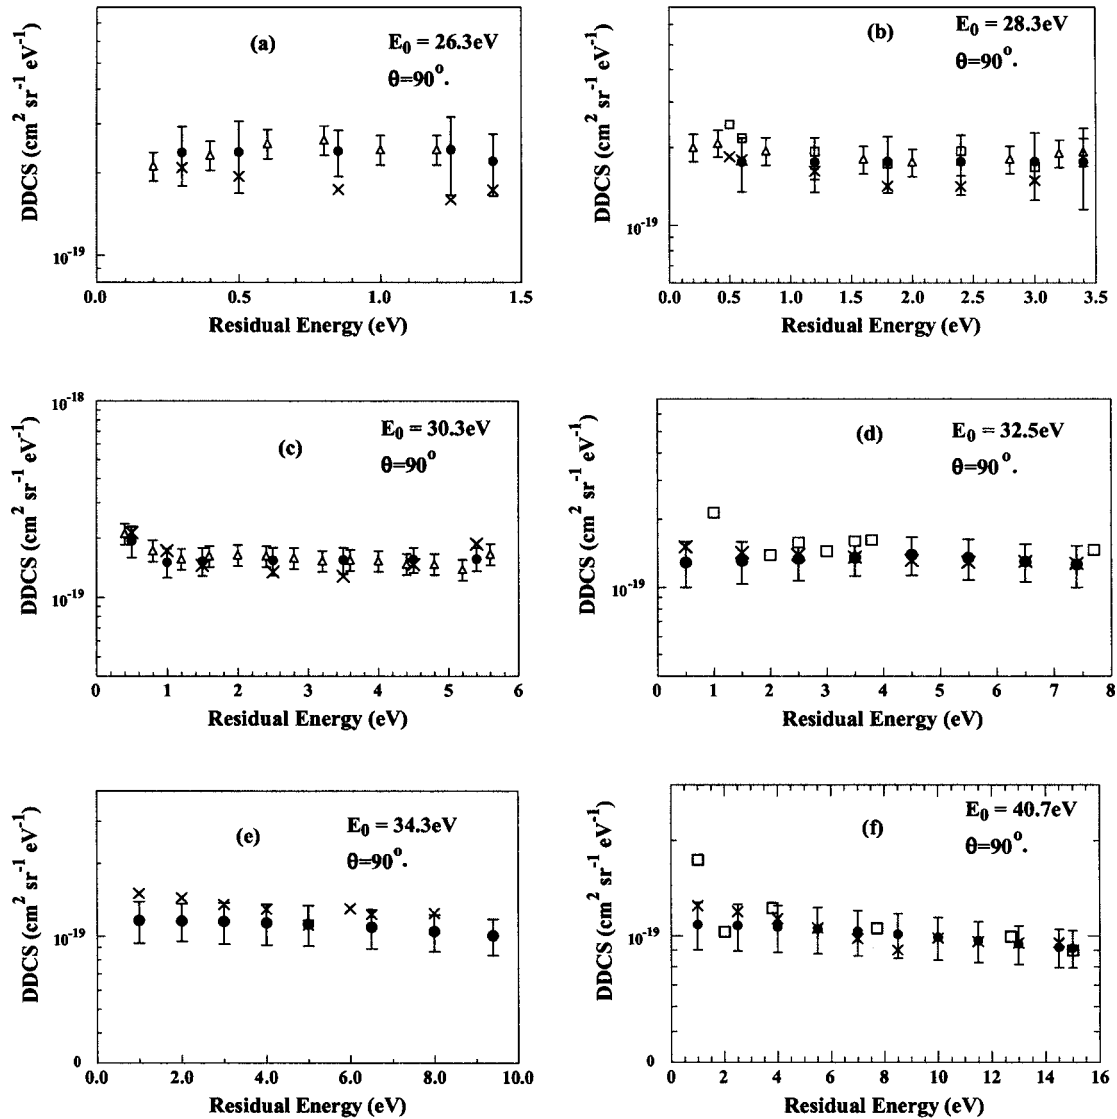 (a)
E₀ = 26.3eV
θ=90°.
DDCS (cm² sr⁻¹ eV⁻¹)
10⁻¹⁹
0.0 0.5 1.0 1.5
Residual Energy (eV)
(b)
E₀ = 28.3eV
θ=90°.
DDCS (cm² sr⁻¹ eV⁻¹)
10⁻¹⁹
0.0 0.5 1.0 1.5 2.0 2.5 3.0 3.5
Residual Energy (eV)
(c)
E₀ = 30.3eV
θ=90°
DDCS (cm² sr⁻¹ eV⁻¹)
10⁻¹⁸
10⁻¹⁹
0 1 2 3 4 5 6
Residual Energy (eV)
(d)
E₀ = 32.5eV
θ=90°.
DDCS (cm² sr⁻¹ eV⁻¹)
10⁻¹⁹
0 1 2 3 4 5 6 7 8
Residual Energy (eV)
(e)
E₀ = 34.3eV
θ=90°.
DDCS (cm² sr⁻¹ eV⁻¹)
10⁻¹⁹
0
0.0 2.0 4.0 6.0 8.0 10.0
Residual Energy (eV)
(f)
E₀ = 40.7eV
θ=90°.
DDCS (cm² sr⁻¹ eV⁻¹)
10⁻¹⁹
0
0 2 4 6 8 10 12 14 16
Residual Energy (eV)